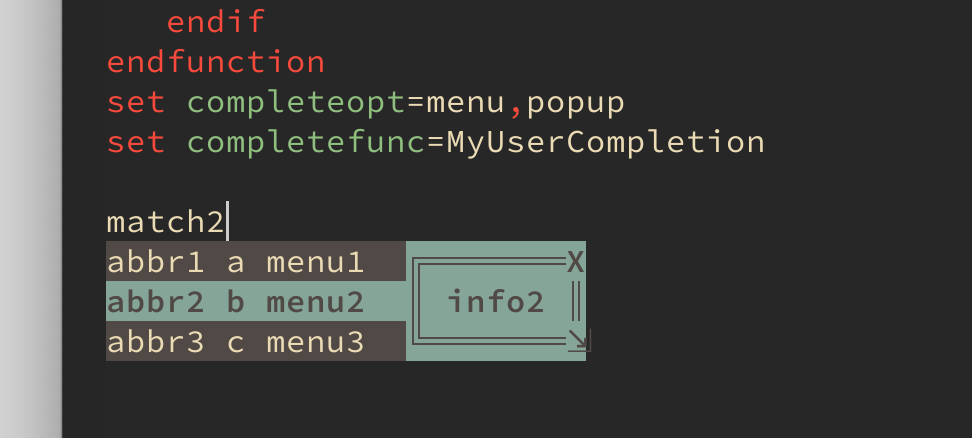 endif
endfunction
set completeopt=menu,popup
set completefunc=MyUserCompletion
match2
abbr1 a menu1 X
abbr2 b menu2 info2
abbr3 c menu3